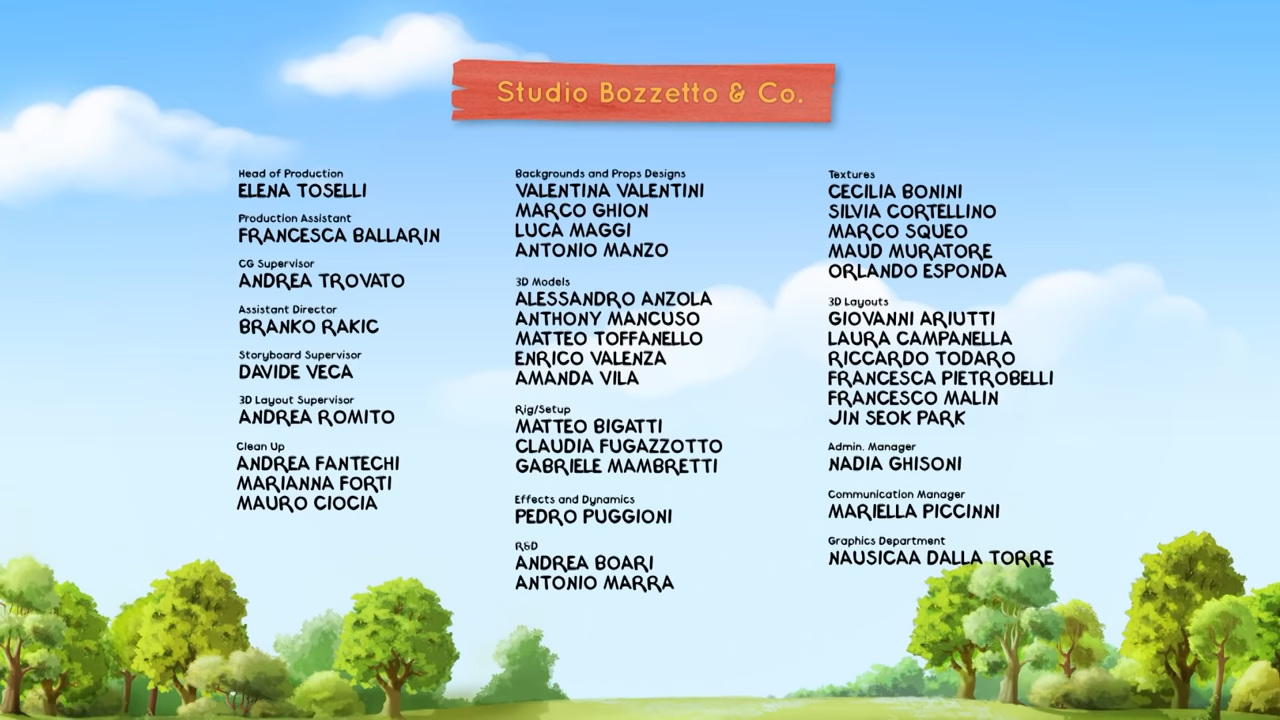 Studio Bozzetto & Co.
Head of Production
ELENA TOSELLI
Production Assistant
FRANCESCA BALLARIN
CG Supervisor
ANDREA TROVATO
Assistant Director
BRANKO RAKIC
Storyboard Supervisor
DAVIDE VECA
3D Layout Supervisor
ANDREA ROMITO
Clean Up
ANDREA FANTECHI
MARIANNA FORTI
MAURO CIOCIA
Backgrounds and Props Designs
VALENTINA VALENTINI
MARCO GHION
LUCA MAGGI
ANTONIO MANZO
3D Models
ALESSANDRO ANZOLA
ANTHONY MANCUSO
MATTEO TOFFANELLO
ENRICO VALENZA
AMANDA VILA
Rig/Setup
MATTEO BIGATTI
CLAUDIA FUGAZZOTTO
GABRIELE MAMBRETTI
Effects and Dynamics
PEDRO PUGGIONI
R&D
ANDREA BOARI
ANTONIO MARRA
Textures
CECILIA BONINI
SILVIA CORTELLINO
MARCO SQUEO
MAUD MURATORE
ORLANDO ESPONDA
3D Layouts
GIOVANNI ARIUTTI
LAURA CAMPANELLA
RICCARDO TODARO
FRANCESCA PIETROBELLI
FRANCESCO MALIN
JIN SEOK PARK
Admin. Manager
NADIA GHISONI
Communication Manager
MARIELLA PICCINNI
Graphics Department
NAUSICAA DALLA TORRE